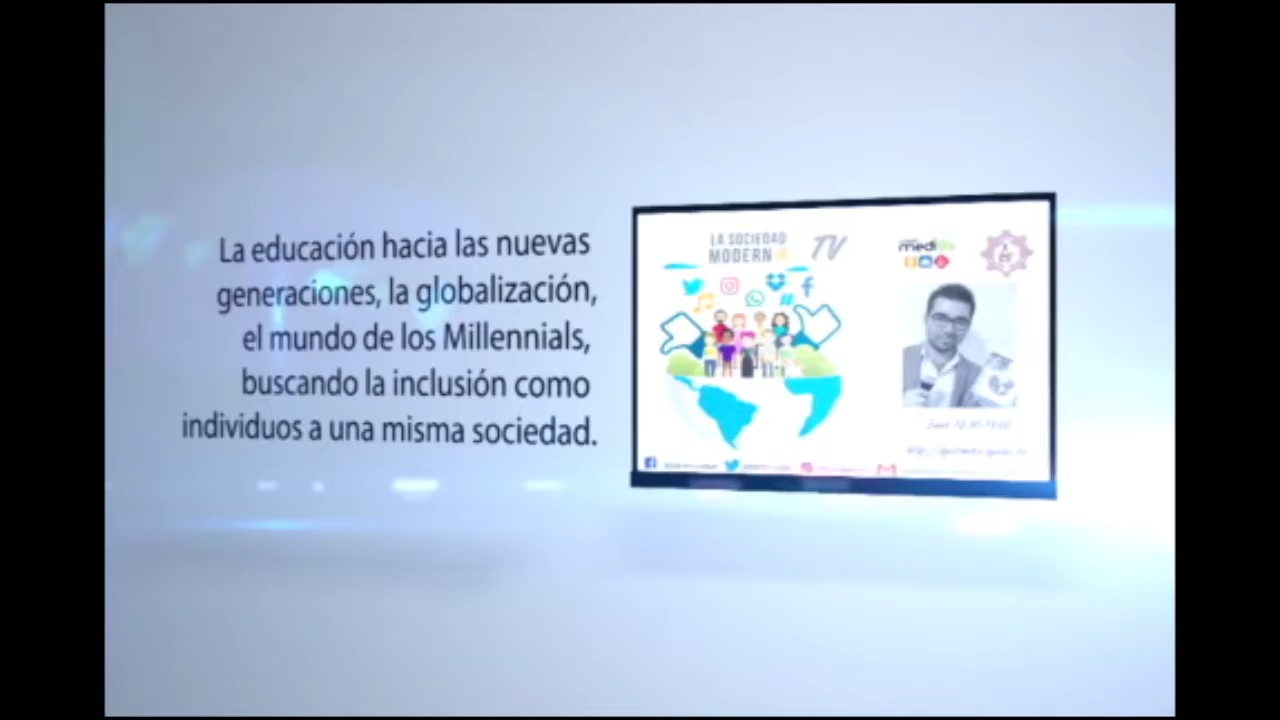 La educación hacia las nuevas
generaciones, la globalización,
el mundo de los Millennials,
buscando la inclusión como
individuos a una misma sociedad.
LA SOCIEDAD
MODERN
TV